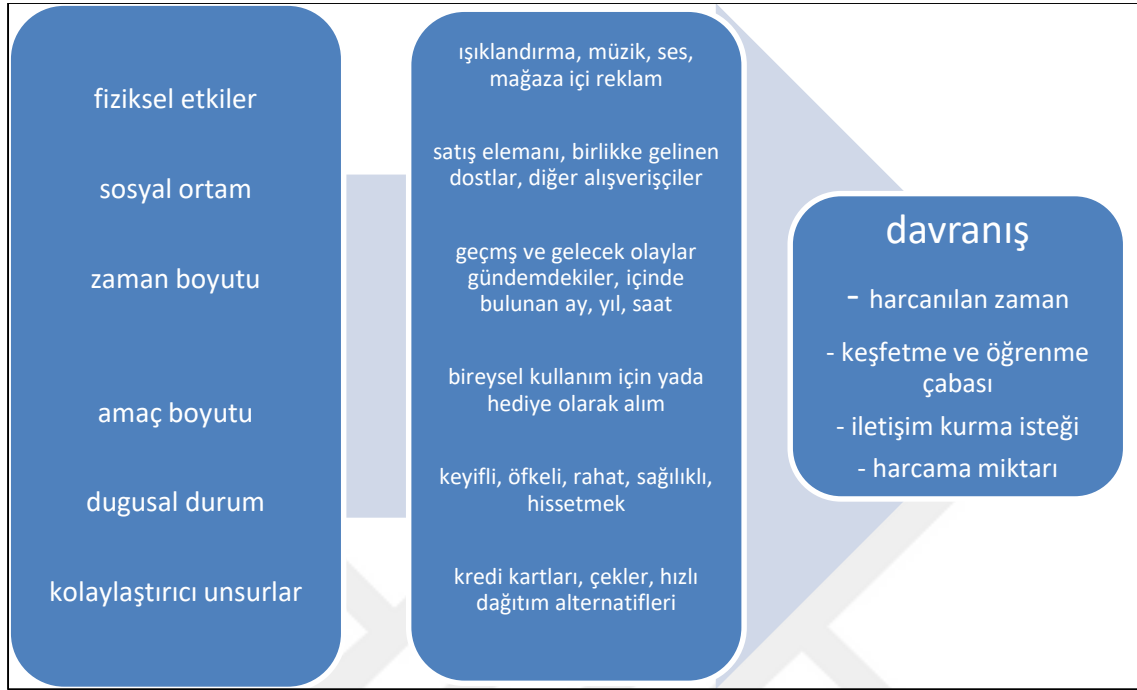 fiziksel etkiler
sosyal ortam
zaman boyutu
amaç boyutu
dugusal durum
kolaylaştırıcı unsurlar
ışıklandırma, müzik, ses,
mağaza içi reklam
satış elemanı, birlikke gelinen
dostlar, diğer alışverişçiler
geçmş ve gelecek olaylar
gündemdekiler, içinde
bulunan ay, yıl, saat
bireysel kullanım için yada
hediye olarak alım
keyifli, öfkeli, rahat, sağılıklı,
hissetmek
kredi kartları, çekler, hızlı
dağıtım alternatifleri
davranış
- harcanılan zaman
- keşfetme ve öğrenme
çabası
- iletişim kurma isteği
- harcama miktarı